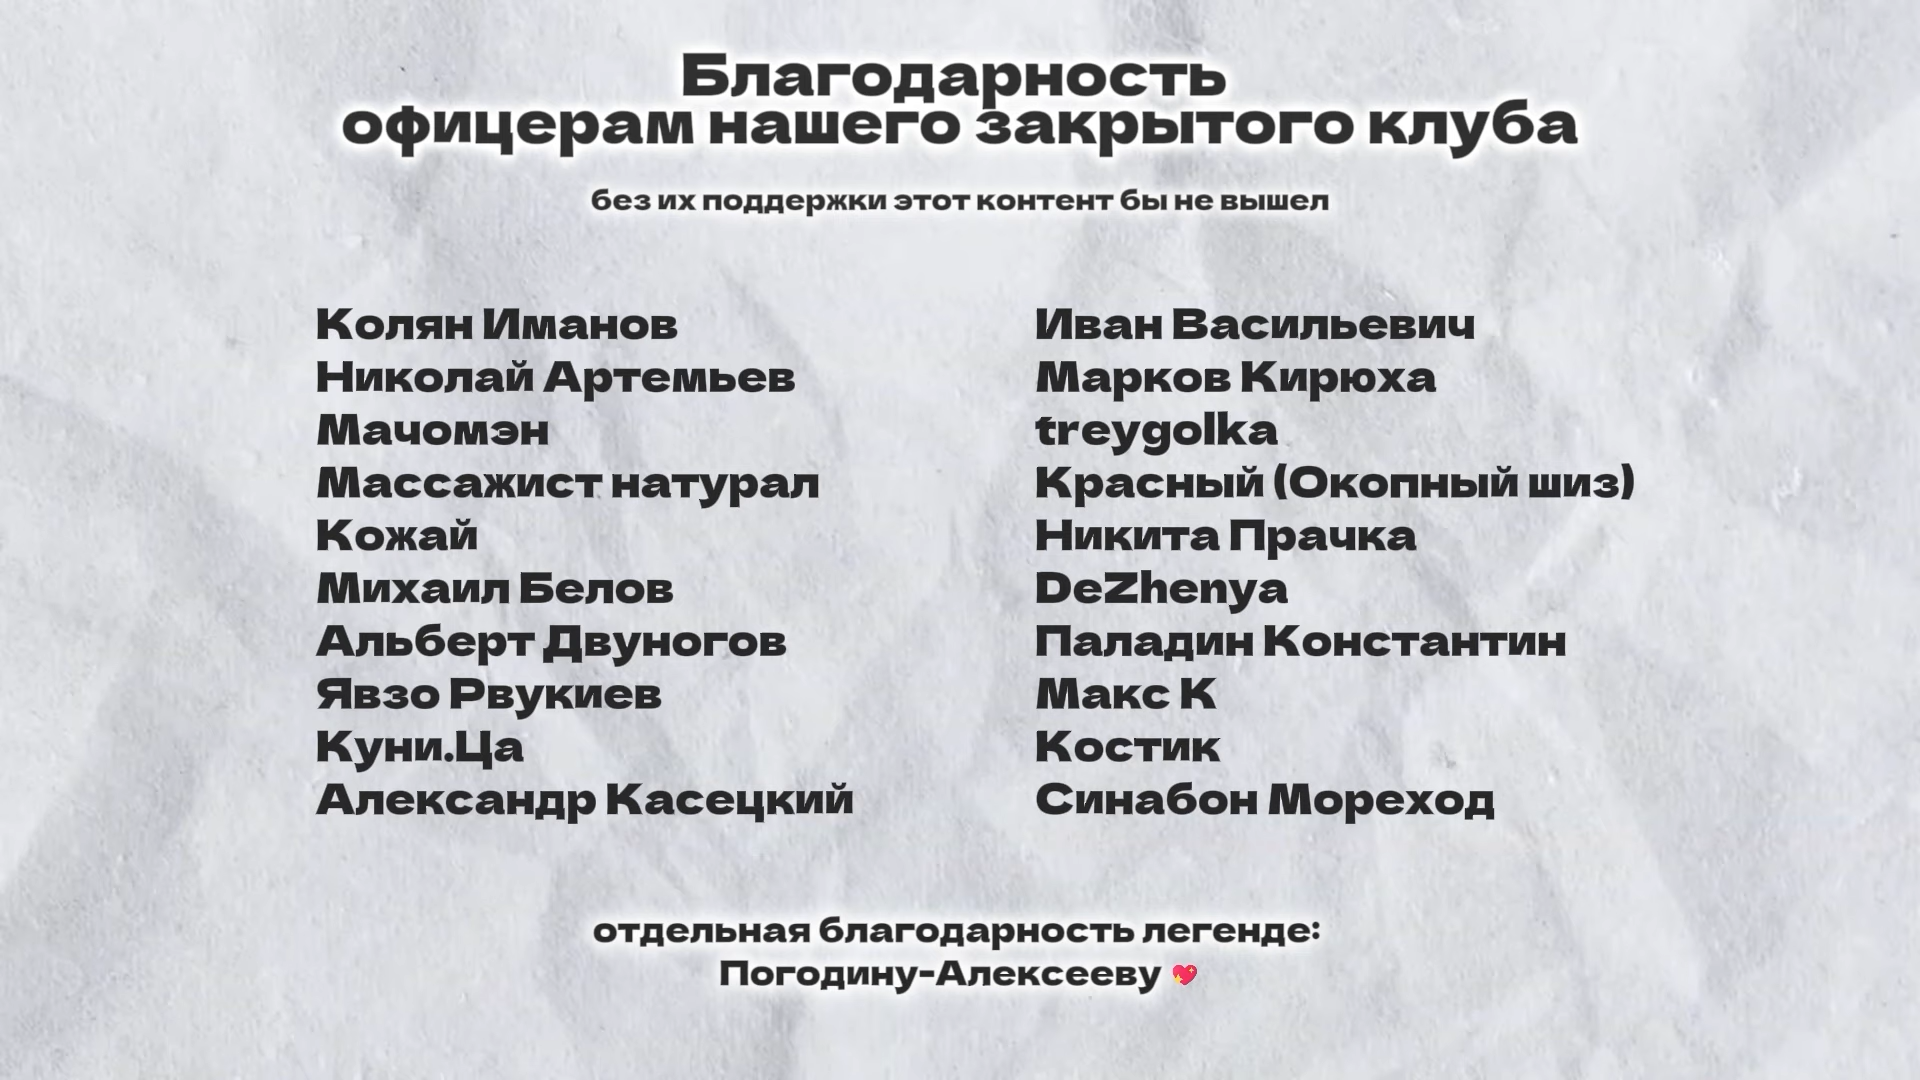 Благодарность
офицерам нашего закрытого клуба
без их поддержки этот контент бы не вышел
Колян Иманов
Николай Артемьев
Мачомэн
Массажист натурал
Кожай
Михаил Белов
Альберт Двуногов
Явзо Рвукиев
Куни.Ца
Александр Касецкий
Иван Васильевич
Марков Кирюха
treygolka
Красный (Окопный шиз)
Никита Прачка
DeZhenya
Паладин Константин
Макс К
Костик
Синабон Мореход
отдельная благодарность легенде:
Погодину-Алексееву 💖